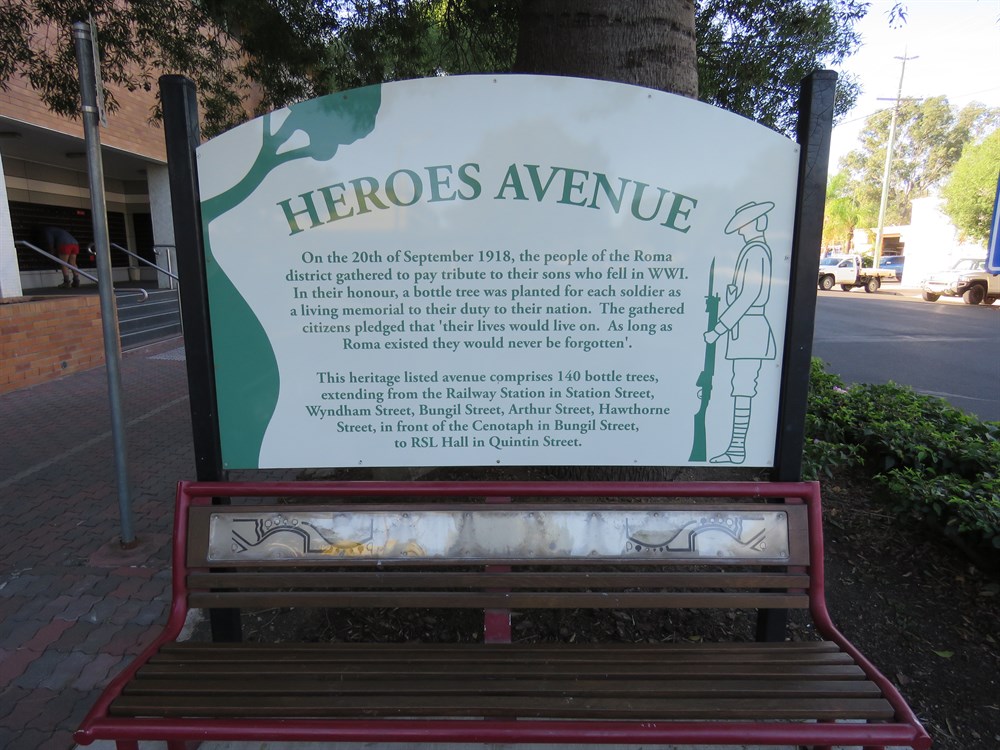 HEROES AVENUE
On the 20th of September 1918, the people of the Roma
district gathered to pay tribute to their sons who fell in WWI.
In their honour, a bottle tree was planted for each soldier as
a living memorial to their duty to their nation. The gathered
citizens pledged that 'their lives would live on. As long as
Roma existed they would never be forgotten'.
This heritage listed avenue comprises 140 bottle trees,
extending from the Railway Station in Station Street,
Wyndham Street, Bungil Street, Arthur Street, Hawthorne
Street, in front of the Cenotaph in Bungil Street,
to RSL Hall in Quintin Street.